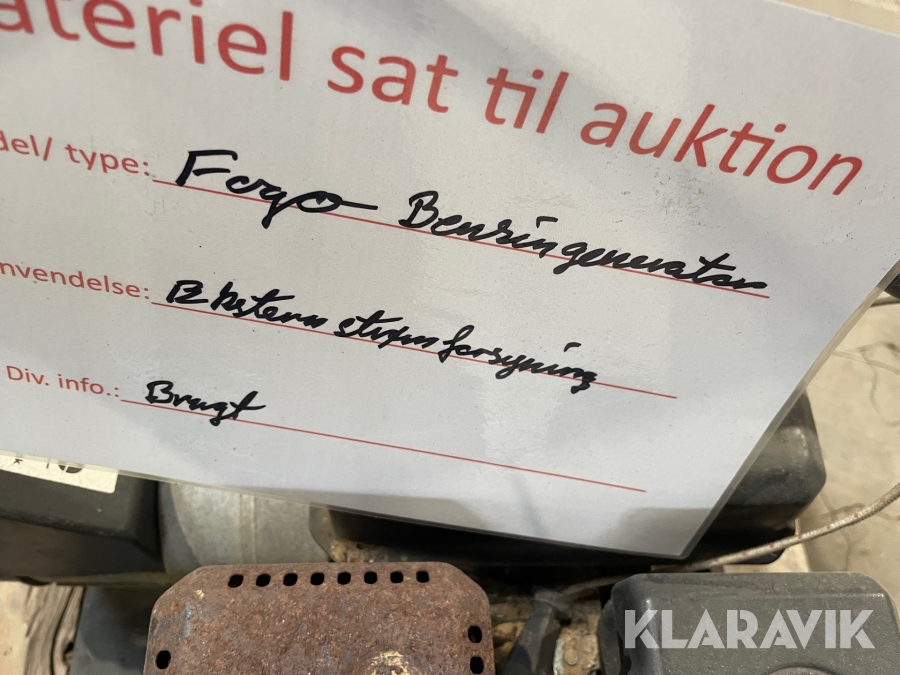 ateriel sat til auktion
del/ type: Fogo Benzingenerator
nvendelse: Ekstern strømforsyning
Div. info.: Brugt
KLARAVIK